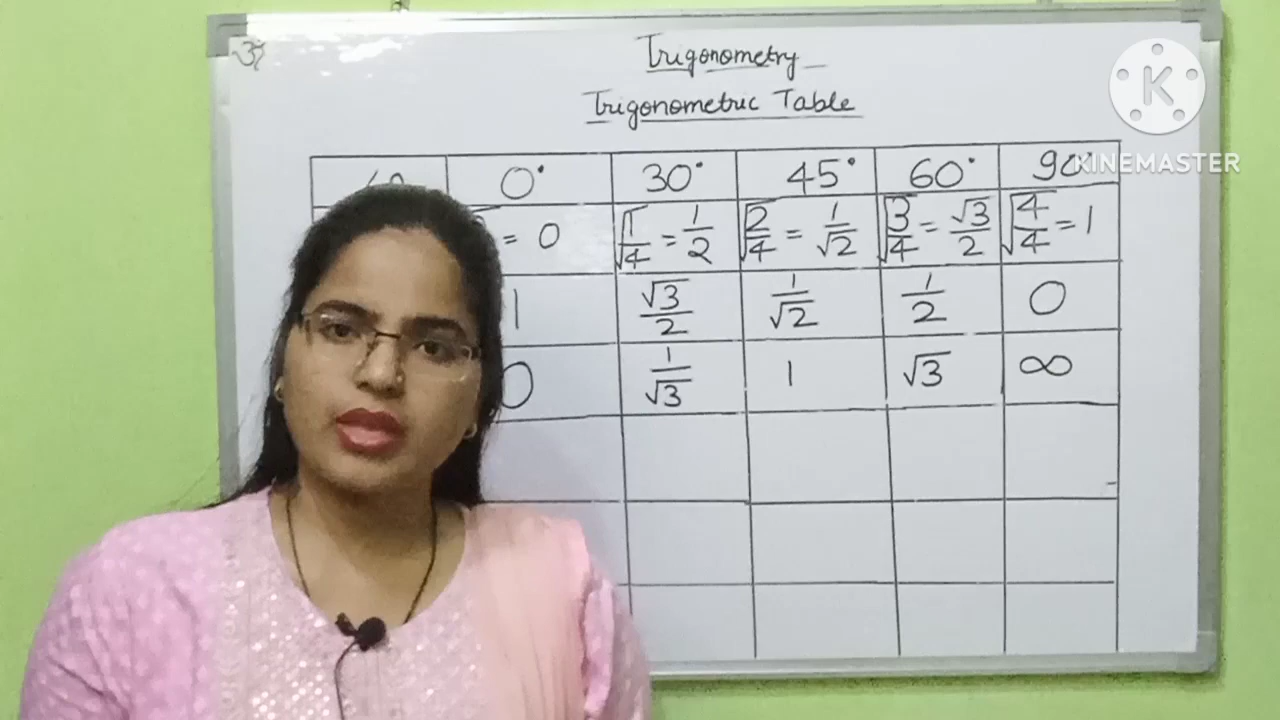 ॐ
Trigonometry
Trigonometric Table
K
KINEMASTER
0° 30° 45° 60° 90°
= 0 √1/4 = 1/2 √2/4 = 1/√2 √3/4 = √3/2 √4/4 = 1
1 √3/2 1/√2 1/2 0
0 1/√3 1 √3 ∞